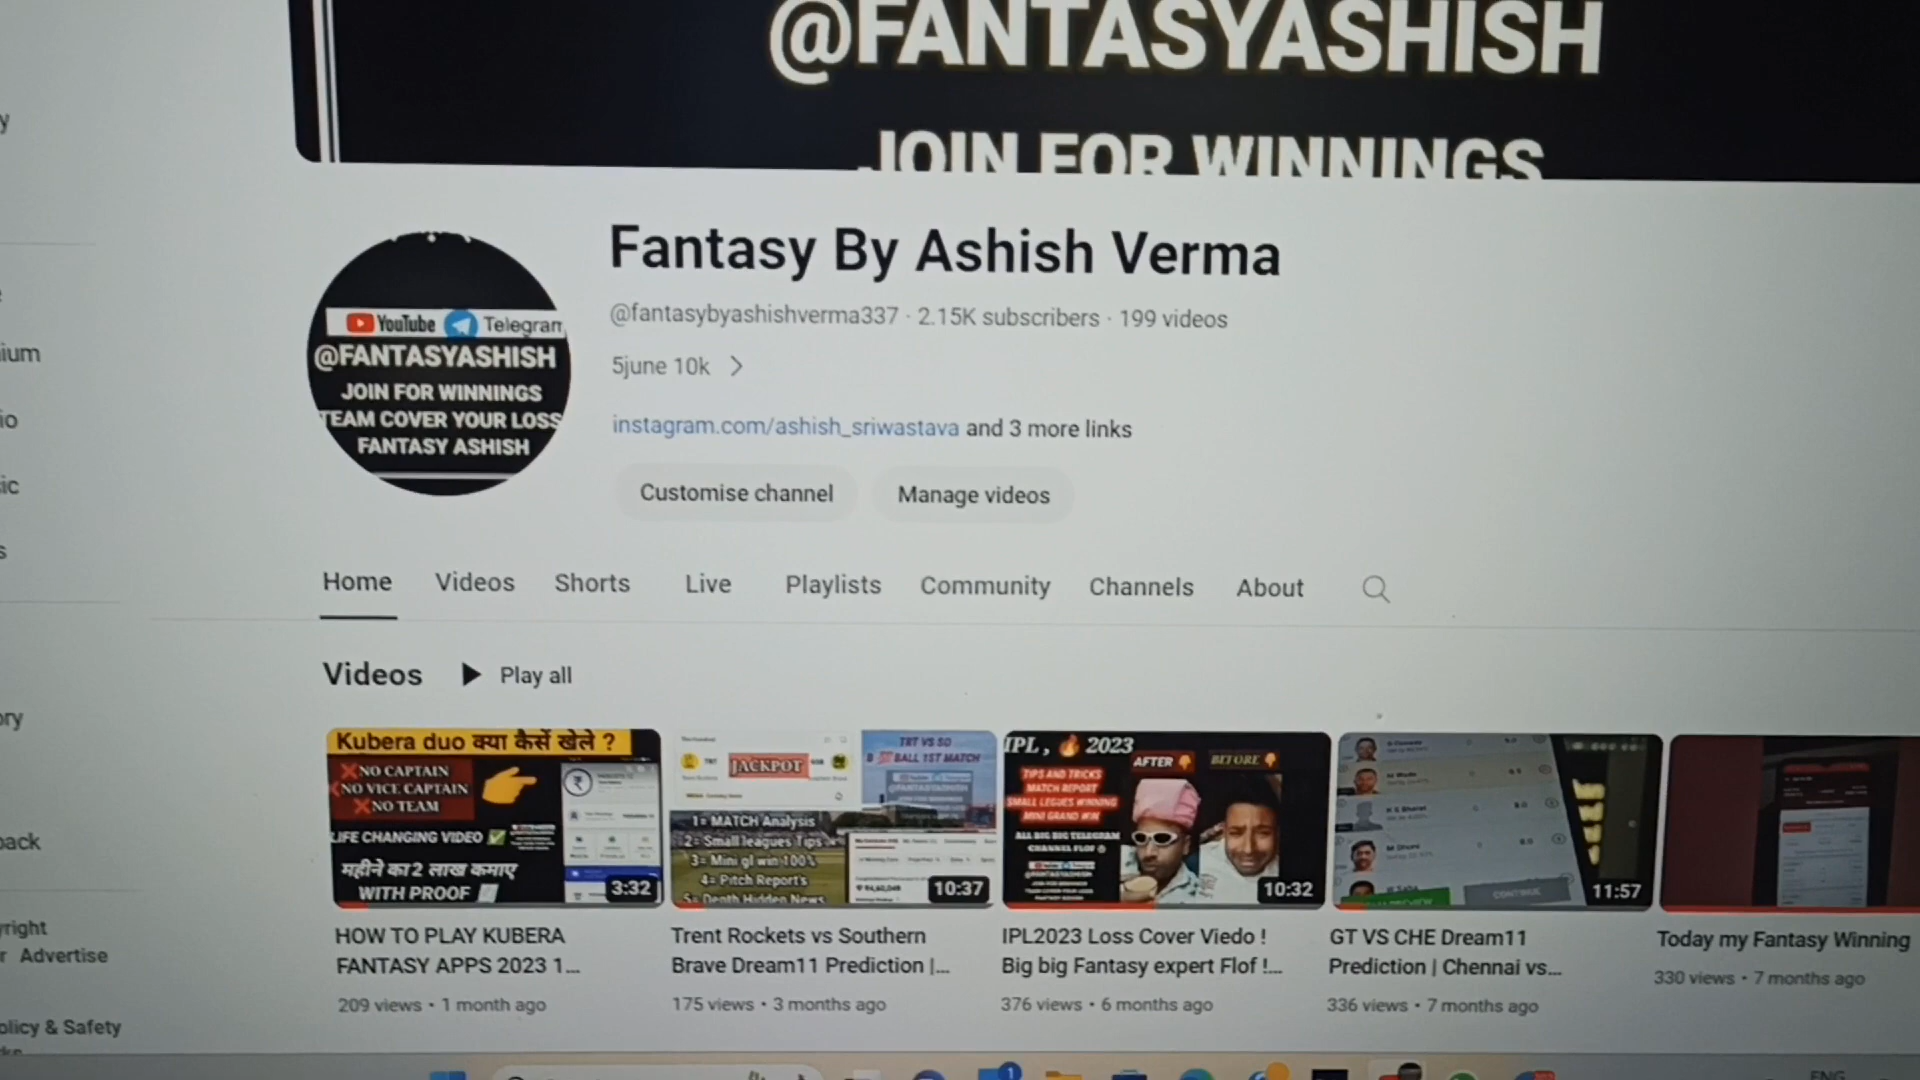 @FANTASYASHISH
JOIN FOR WINNINGS
Fantasy By Ashish Verma
@fantasybyashishverma337 · 2.15K subscribers · 199 videos
5june 10k >
instagram.com/ashish_sriwastava and 3 more links
Customise channel
Manage videos
YouTube Telegram
@FANTASYASHISH
JOIN FOR WINNINGS
TEAM COVER YOUR LOSS
FANTASY ASHISH
Home Videos Shorts Live Playlists Community Channels About
Videos Play all
Kubera duo क्या कैसें खेले ?
❌NO CAPTAIN
NO VICE CAPTAIN
❌NO TEAM
LIFE CHANGING VIDEO ✅
महीने का 2 लाख कमाए
WITH PROOF
3:32
JACKPOT
TRT VS SO
BALL 1ST MATCH
1= MATCH Analysis
2= Small leagues Tips
3= Mini gl win 100%
4= Pitch Report's
5= Depth Hidden News
10:37
IPL, 🔥 2023
AFTER
BEFORE
TIPS AND TRICKS
MATCH REPORT
SMALL LEGUES WINNING
MINI GRAND WIN
ALL BIG BIG TELEGRAM
CHANNEL FLOF
10:32
CONTINUE
11:57
HOW TO PLAY KUBERA
FANTASY APPS 2023 1...
209 views • 1 month ago
Trent Rockets vs Southern
Brave Dream11 Prediction |...
175 views • 3 months ago
IPL2023 Loss Cover Viedo !
Big big Fantasy expert Flof !...
376 views • 6 months ago
GT VS CHE Dream11
Prediction | Chennai vs...
336 views • 7 months ago
Today my Fantasy Winning
330 views • 7 months ago
Advertise
ENG